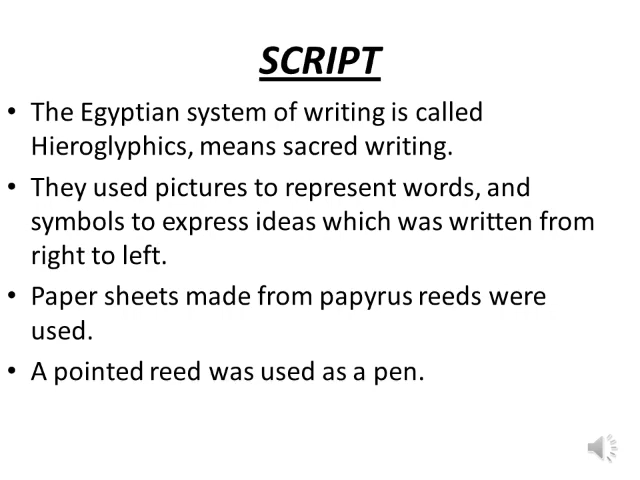 SCRIPT
• The Egyptian system of writing is called
Hieroglyphics, means sacred writing.
• They used pictures to represent words, and
symbols to express ideas which was written from
right to left.
• Paper sheets made from papyrus reeds were
used.
• A pointed reed was used as a pen.